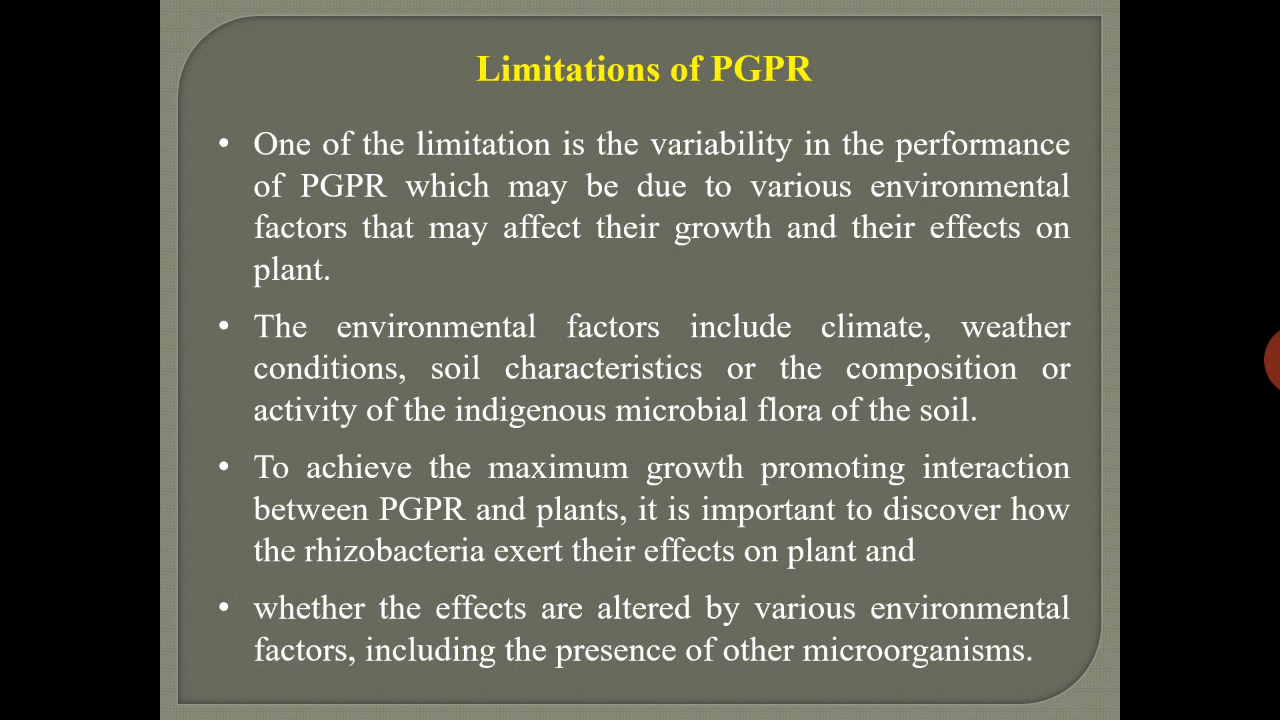 Limitations of PGPR
• One of the limitation is the variability in the performance
of PGPR which may be due to various environmental
factors that may affect their growth and their effects on
plant.
• The environmental factors include climate, weather
conditions, soil characteristics or the composition or
activity of the indigenous microbial flora of the soil.
• To achieve the maximum growth promoting interaction
between PGPR and plants, it is important to discover how
the rhizobacteria exert their effects on plant and
• whether the effects are altered by various environmental
factors, including the presence of other microorganisms.